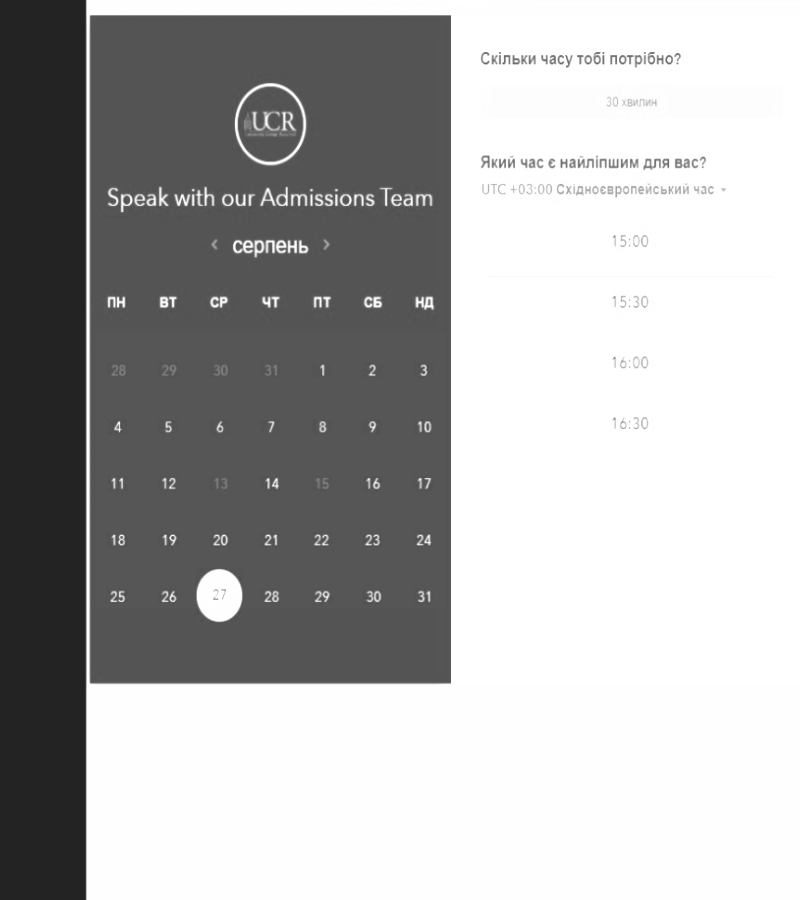 UCR
Speak with our Admissions Team
‹ серпень ›
ПН ВТ СР ЧТ ПТ СБ НД
28 29 30 31 1 2 3
4 5 6 7 8 9 10
11 12 13 14 15 16 17
18 19 20 21 22 23 24
25 26 27 28 29 30 31
Скільки часу тобі потрібно?
30 хвилин
Який час є найліпшим для вас?
UTC +03:00 Східноєвропейський час
15:00
15:30
16:00
16:30